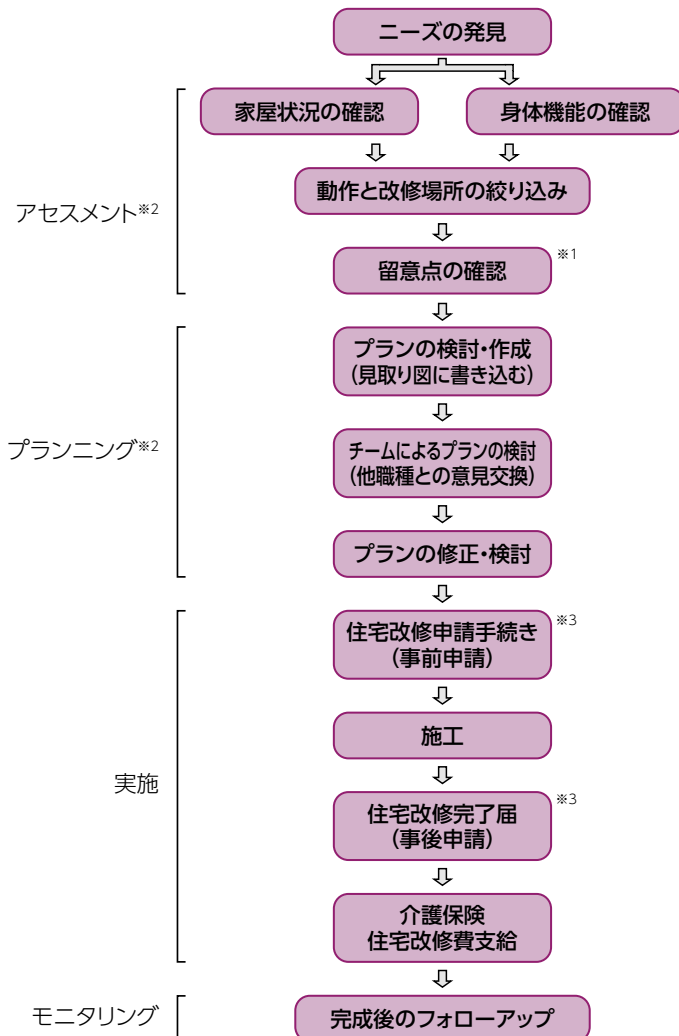 ニーズの発見
家屋状況の確認
身体機能の確認
動作と改修場所の絞り込み
アセスメント※2
留意点の確認
※1
プランの検討・作成
(見取り図に書き込む)
プランニング※2
チームによるプランの検討
(他職種との意見交換)
プランの修正・検討
住宅改修申請手続き
(事前申請)
※3
施工
実施
住宅改修完了届
(事後申請)
※3
介護保険
住宅改修費支給
モニタリング
完成後のフォローアップ